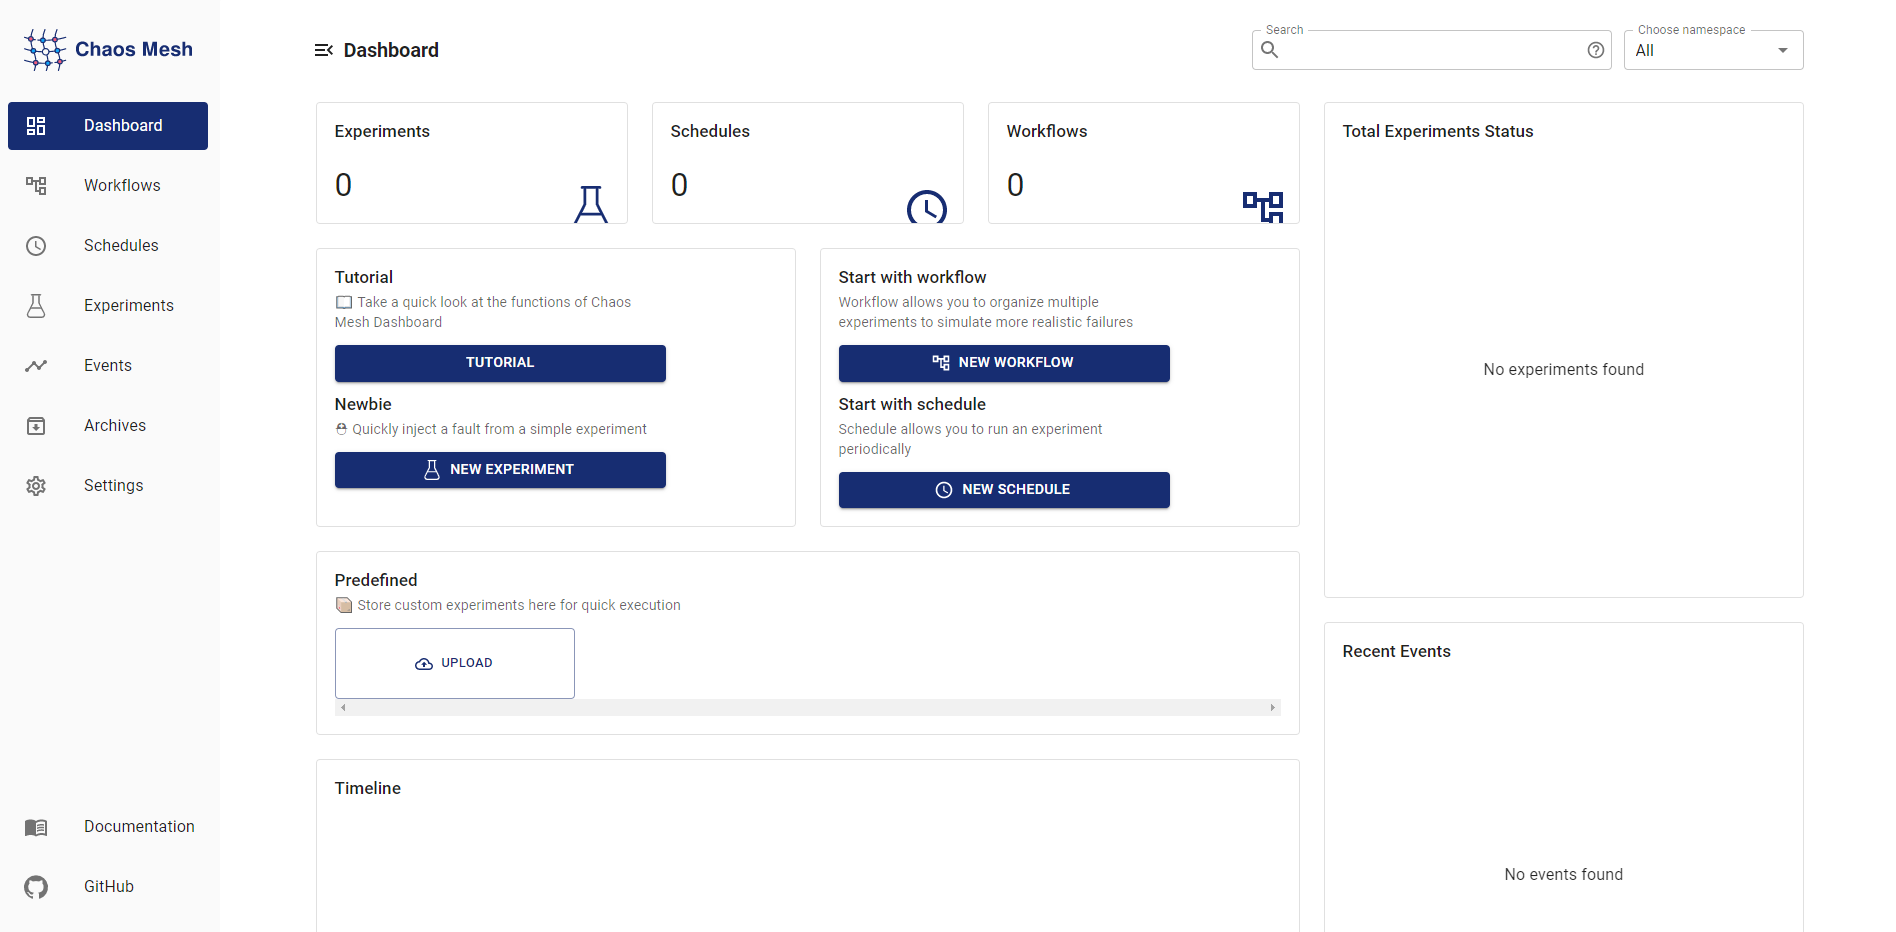 Chaos Mesh
Dashboard
Workflows
Schedules
Experiments
Events
Archives
Settings
Documentation
GitHub
Dashboard
Search
Choose namespace
All
Experiments
0
Schedules
0
Workflows
0
Tutorial
Take a quick look at the functions of Chaos
Mesh Dashboard
TUTORIAL
Newbie
Quickly inject a fault from a simple experiment
NEW EXPERIMENT
Start with workflow
Workflow allows you to organize multiple
experiments to simulate more realistic failures
NEW WORKFLOW
Start with schedule
Schedule allows you to run an experiment
periodically
NEW SCHEDULE
Predefined
Store custom experiments here for quick execution
UPLOAD
Timeline
Total Experiments Status
No experiments found
Recent Events
No events found